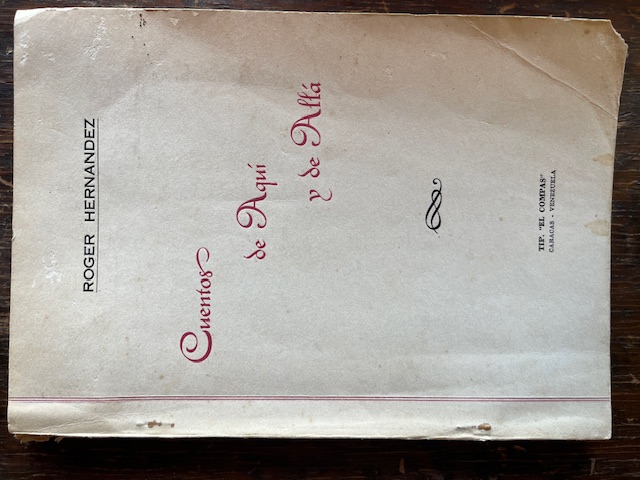 ROGER HERNANDEZ
Cuentos
de Aquí
y de Allá
TIP. "EL COMPAS"
CARACAS - VENEZUELA